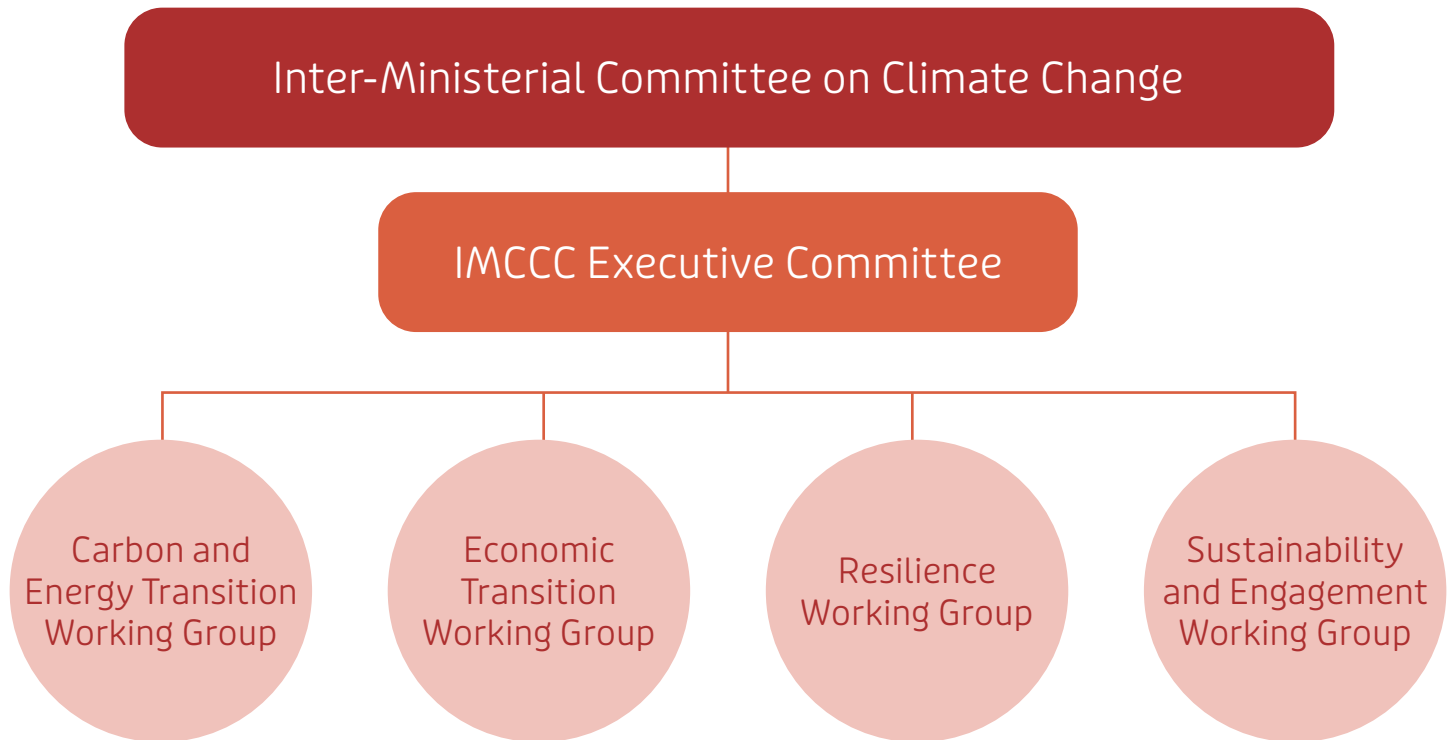 Inter-Ministerial Committee on Climate Change
IMCCC Executive Committee
Carbon and
Energy Transition
Working Group
Economic
Transition
Working Group
Resilience
Working Group
Sustainability
and Engagement
Working Group